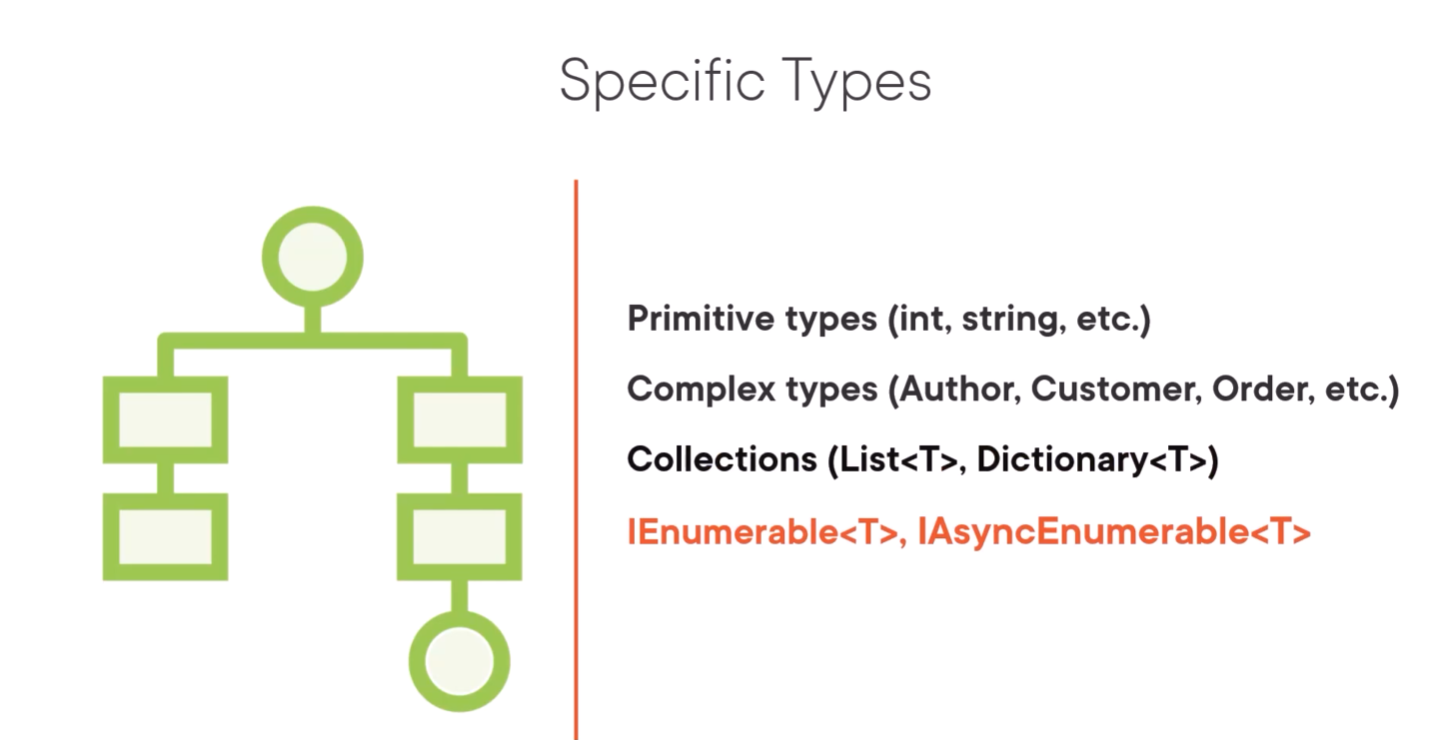 Specific Types
Primitive types (int, string, etc.)
Complex types (Author, Customer, Order, etc.)
Collections (List<T>, Dictionary<T>)
IEnumerable<T>, IAsyncEnumerable<T>